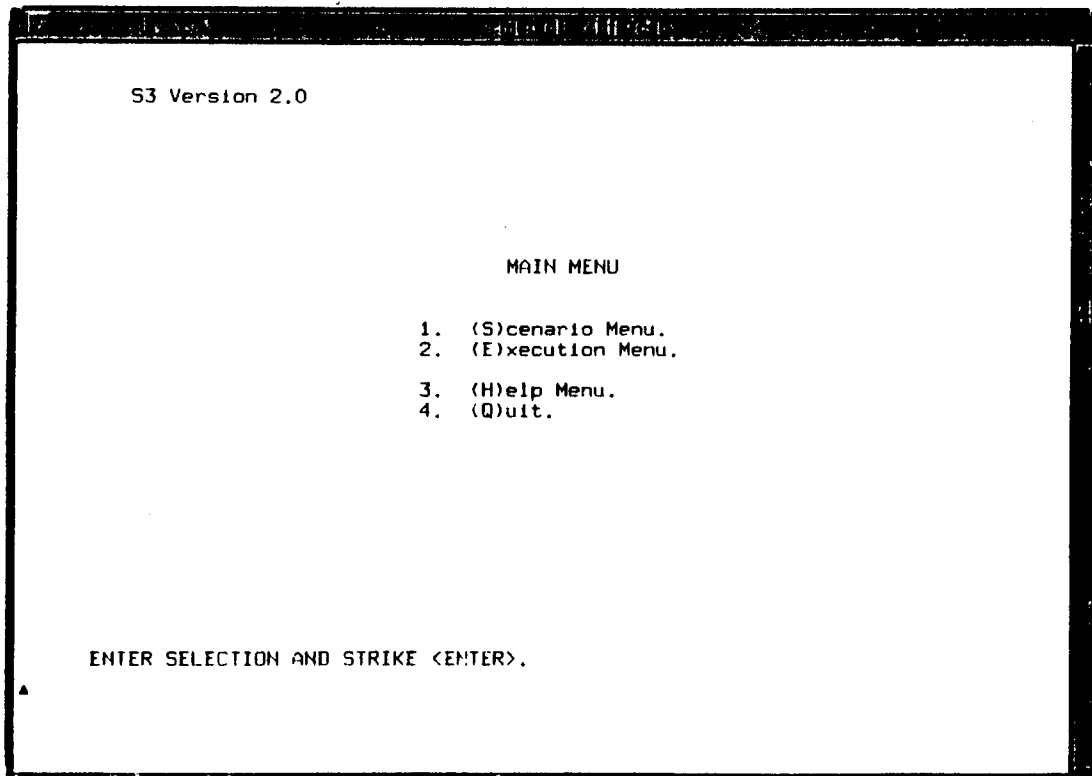 S3 Version 2.0
MAIN MENU
1. (S)cenario Menu.
2. (E)xecution Menu.
3. (H)elp Menu.
4. (Q)uit.
ENTER SELECTION AND STRIKE <ENTER>.